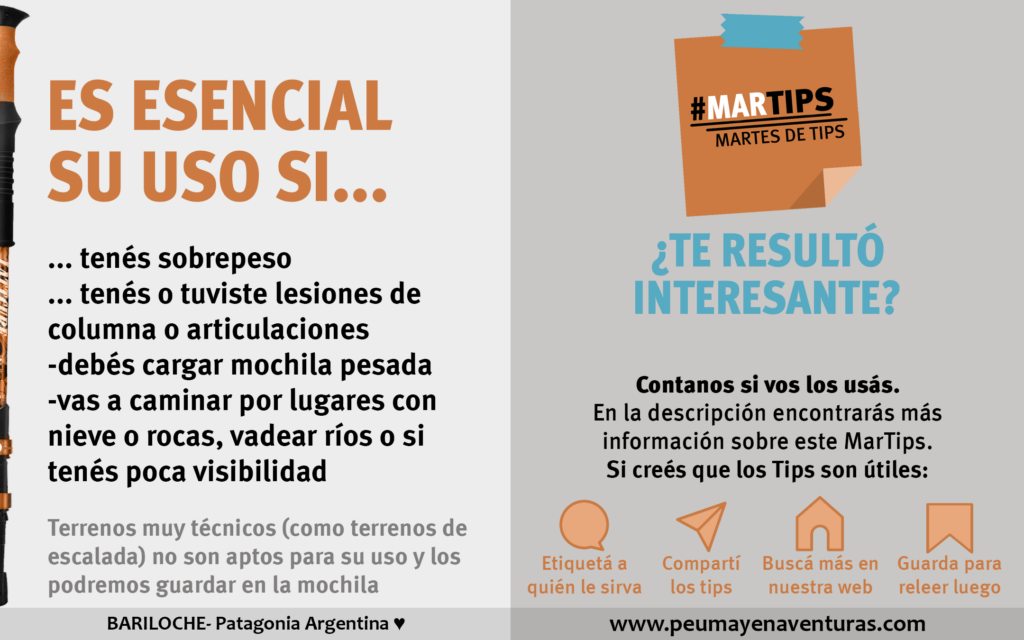 ES ESENCIAL
SU USO SI...
... tenés sobrepeso
... tenés o tuviste lesiones de
columna o articulaciones
-debés cargar mochila pesada
-vas a caminar por lugares con
nieve o rocas, vadear ríos o si
tenés poca visibilidad
Terrenos muy técnicos (como terrenos de
escalada) no son aptos para su uso y los
podremos guardar en la mochila
BARILOCHE- Patagonia Argentina ♥
#MARTIPS
MARTES DE TIPS
¿TE RESULTÓ
INTERESANTE?
Contanos si vos los usás.
En la descripción encontrarás más
información sobre este MarTips.
Si creés que los Tips son útiles:
Etiquetá a
quién le sirva
Compartí
los tips
Buscá más en
nuestra web
Guarda para
releer luego
www.peumayenaventuras.com